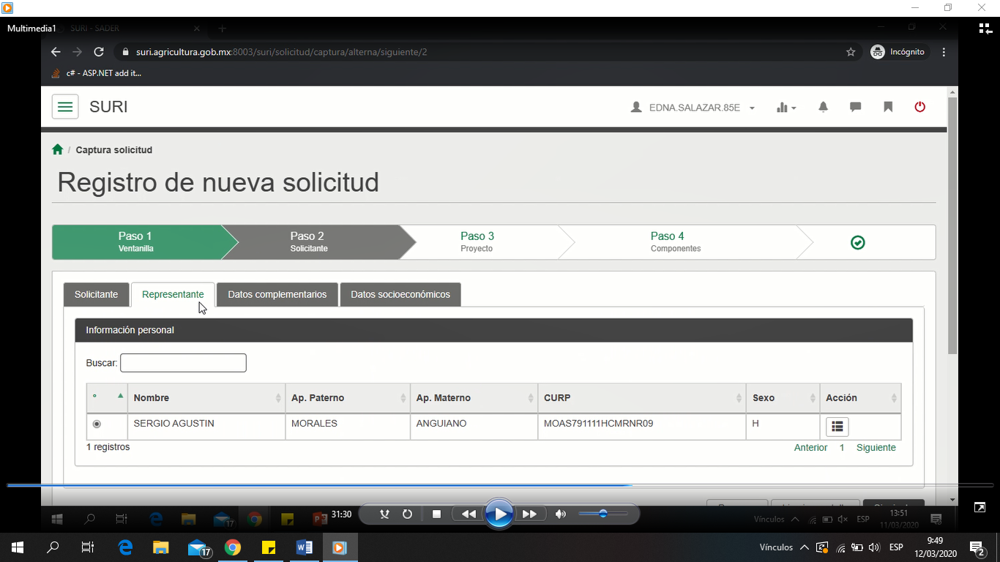 Multimedia1
SURI - SADER
suri.agricultura.gob.mx:8003/suri/solicitud/captura/alterna/siguiente/2
Incógnito
c# - ASP.NET add it...
SURI
EDNA.SALAZAR.85E
/ Captura solicitud
Registro de nueva solicitud
Paso 1 Paso 2 Paso 3 Paso 4
Ventanilla Solicitante Proyecto Componentes
Solicitante Representante Datos complementarios Datos socioeconómicos
Información personal
Buscar:
Nombre Ap. Paterno Ap. Materno CURP Sexo Acción
SERGIO AGUSTIN MORALES ANGUIANO MOAS791111HCMRNR09 H
1 registros Anterior 1 Siguiente
17 31:30 Vínculos ESP 13:51
11/03/2020
17 Vínculos ESP 9:49
12/03/2020 2